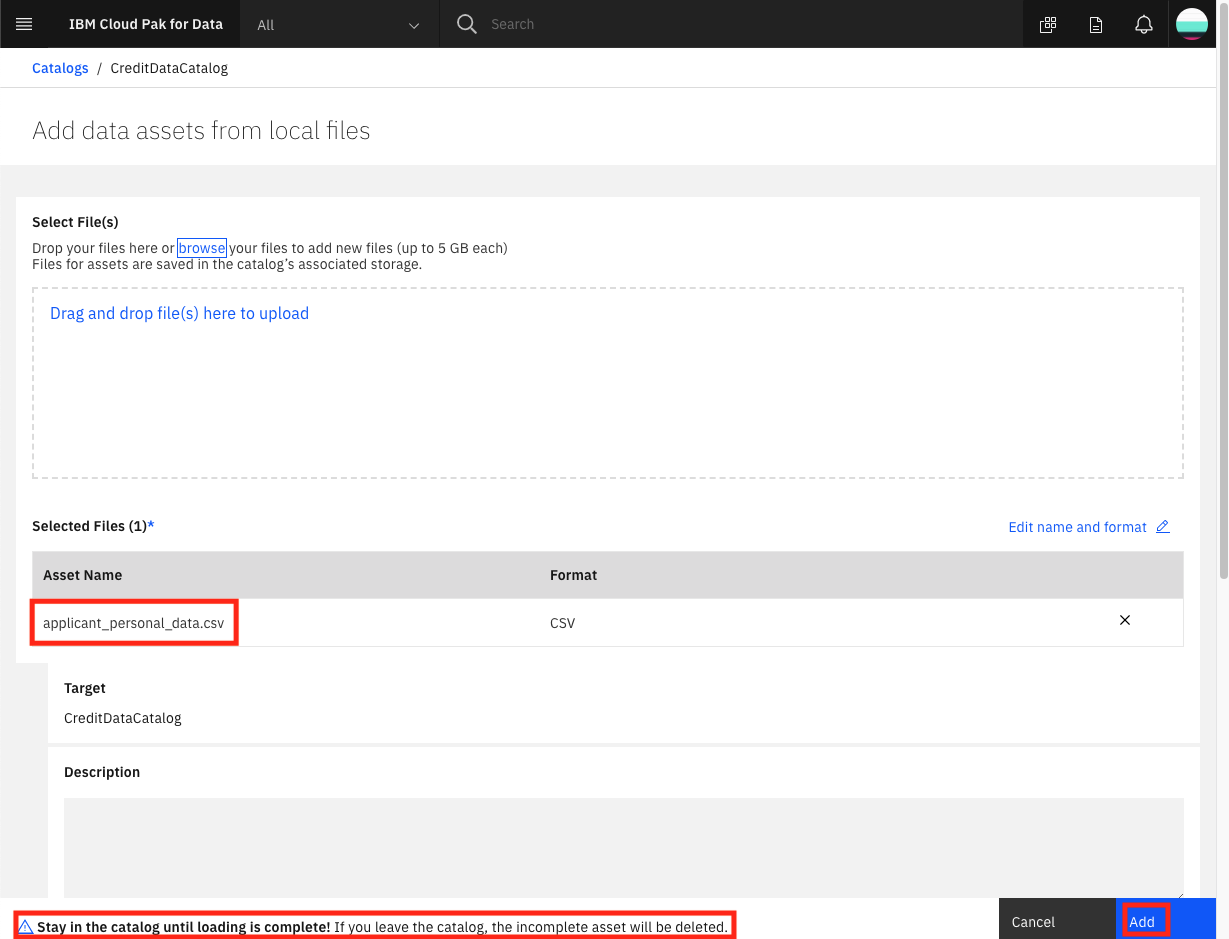 IBM Cloud Pak for Data
All
Search
Catalogs / CreditDataCatalog
Add data assets from local files
Select File(s)
Drop your files here or browse your files to add new files (up to 5 GB each)
Files for assets are saved in the catalog’s associated storage.
Drag and drop file(s) here to upload
Selected Files (1)*
Edit name and format
Asset Name Format
applicant_personal_data.csv CSV
Target
CreditDataCatalog
Description
Stay in the catalog until loading is complete! If you leave the catalog, the incomplete asset will be deleted.
Cancel
Add